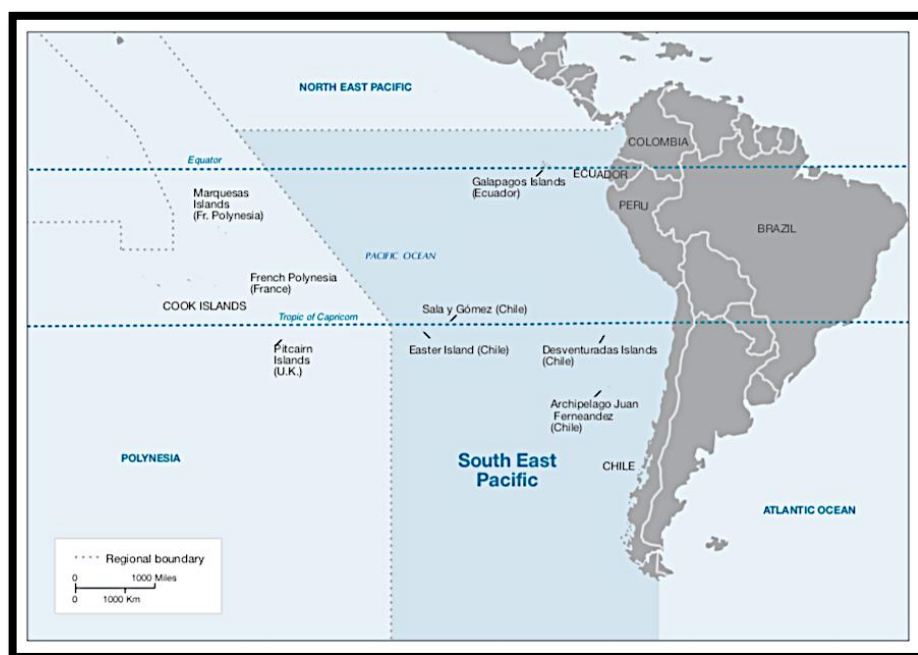 NORTH EAST PACIFIC
COLOMBIA
Equator
ECUADOR
Galapagos Islands
(Ecuador)
Marquesas
Islands
(Fr. Polynesia)
PERU
BRAZIL
PACIFIC OCEAN
French Polynesia
(France)
COOK ISLANDS
Sala y Gómez (Chile)
Tropic of Capricorn
Pitcairn
Islands
(U.K.)
Easter Island (Chile)
Desventuradas Islands
(Chile)
Archipelago Juan
Ferneandez
(Chile)
POLYNESIA
South East
Pacific
CHILE
ATLANTIC OCEAN
Regional boundary
0 1000 Miles
0 1000 Km